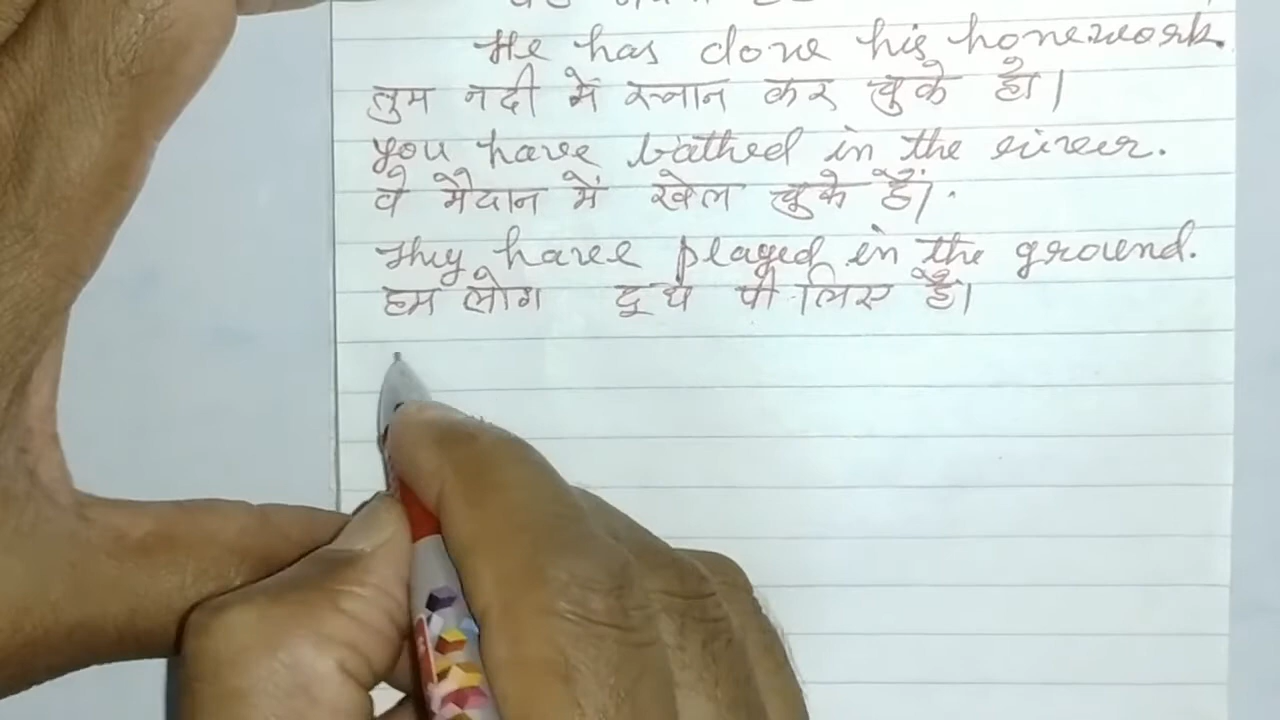 He has done his homework.
तुम नदी में स्नान कर चुके हो।
you have bathed in the river.
वे मैदान में खेल चुके हैं।
They have played in the ground.
हम लोग दूध पी लिए हैं।